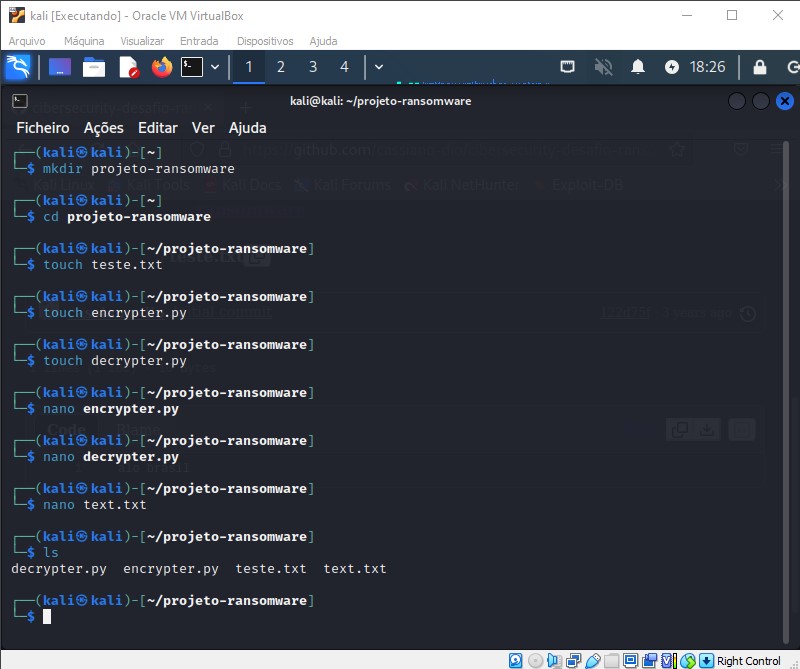 kali [Executando] - Oracle VM VirtualBox
Arquivo Máquina Visualizar Entrada Dispositivos Ajuda
1 2 3 4 18:26
kali@kali: ~/projeto-ransomware
Ficheiro Ações Editar Ver Ajuda
┌──(kali㉿kali)-[~]
└─$ mkdir projeto-ransomware
┌──(kali㉿kali)-[~]
└─$ cd projeto-ransomware
┌──(kali㉿kali)-[~/projeto-ransomware]
└─$ touch teste.txt
┌──(kali㉿kali)-[~/projeto-ransomware]
└─$ touch encrypter.py
┌──(kali㉿kali)-[~/projeto-ransomware]
└─$ touch decrypter.py
┌──(kali㉿kali)-[~/projeto-ransomware]
└─$ nano encrypter.py
┌──(kali㉿kali)-[~/projeto-ransomware]
└─$ nano decrypter.py
┌──(kali㉿kali)-[~/projeto-ransomware]
└─$ nano text.txt
┌──(kali㉿kali)-[~/projeto-ransomware]
└─$ ls
decrypter.py encrypter.py teste.txt text.txt
┌──(kali㉿kali)-[~/projeto-ransomware]
└─$
Right Control